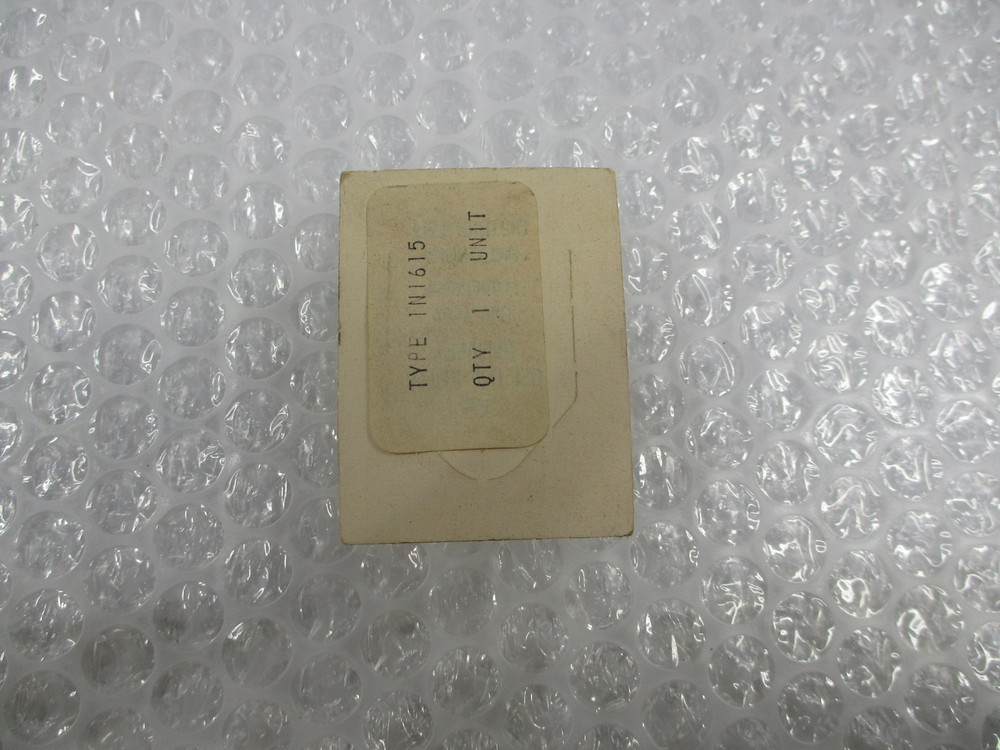 TYPE 1N1615
QTY 1 UNIT